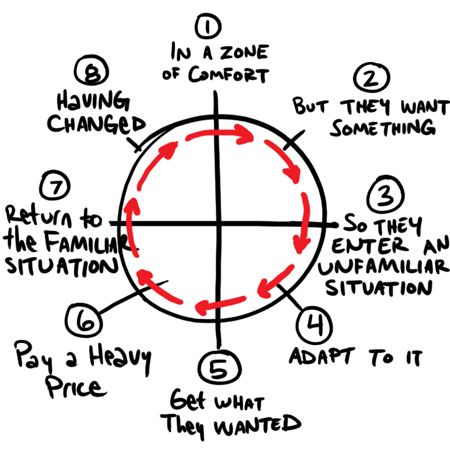 1
IN A ZONE
OF COMFORT
2
BUT THEY WANT
SOMETHING
3
SO THEY
ENTER AN
UNFAMILIAR
SITUATION
4
ADAPT TO IT
5
Get WHAT
They WANTED
6
Pay a Heavy
Price
7
Return to
the FAMILIAR
SITUATION
8
HAVING
CHANGED